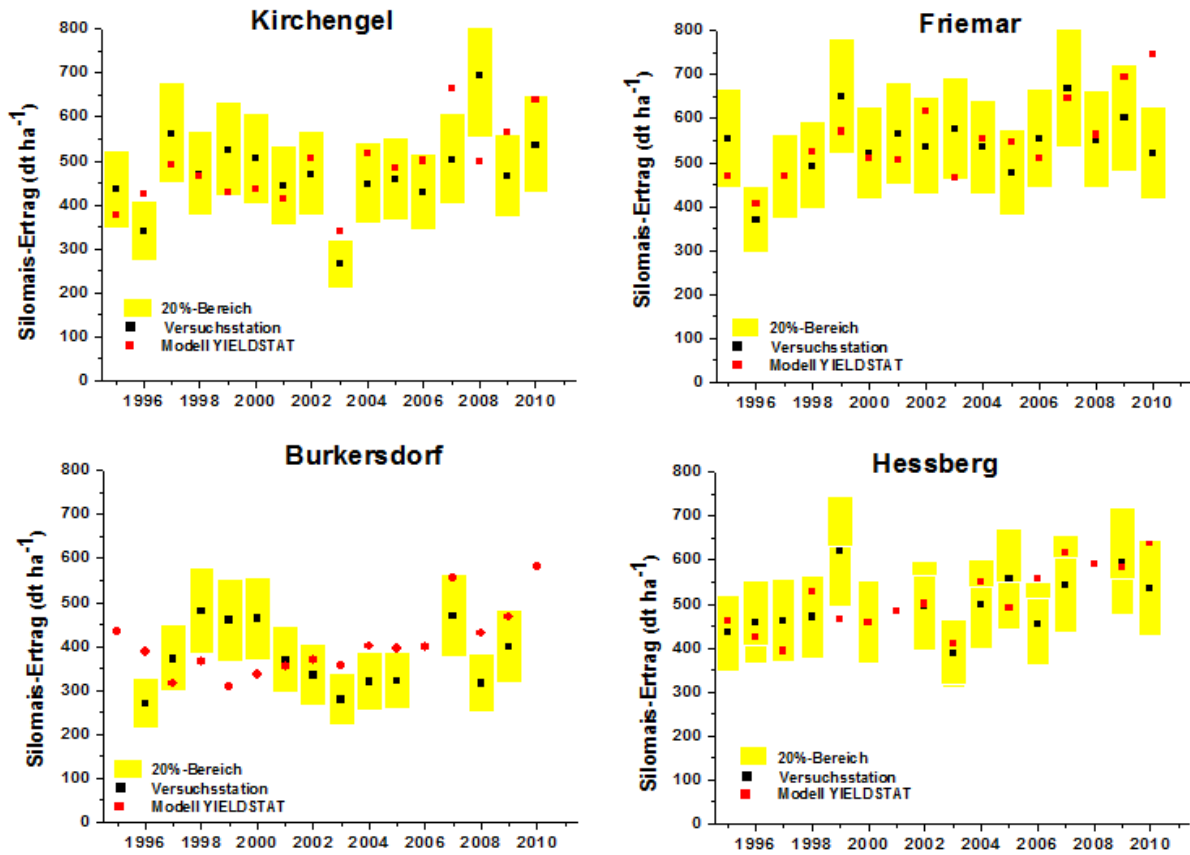 Kirchengel
Silomais-Ertrag (dt ha⁻¹)
800
700
600
500
400
300
200
100
0
20%-Bereich
Versuchsstation
Modell YIELDSTAT
1996 1998 2000 2002 2004 2006 2008 2010
Friemar
Silomais-Ertrag (dt ha⁻¹)
800
700
600
500
400
300
200
100
0
20%-Bereich
Versuchsstation
Modell YIELDSTAT
1996 1998 2000 2002 2004 2006 2008 2010
Burkersdorf
Silomais-Ertrag (dt ha⁻¹)
800
700
600
500
400
300
200
100
0
20%-Bereich
Versuchsstation
Modell YIELDSTAT
1996 1998 2000 2002 2004 2006 2008 2010
Hessberg
Silomais-Ertrag (dt ha⁻¹)
800
700
600
500
400
300
200
100
0
20%-Bereich
Versuchsstation
Modell YIELDSTAT
1996 1998 2000 2002 2004 2006 2008 2010